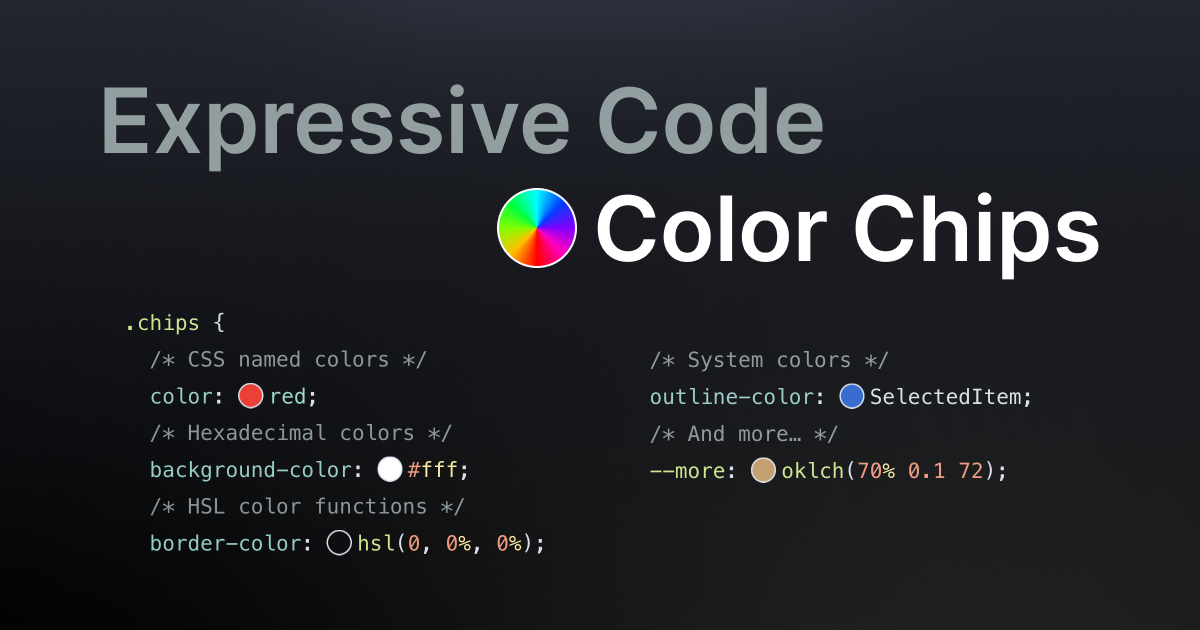 Expressive Code
Color Chips
.chips {
/* CSS named colors */
color: red;
/* Hexadecimal colors */
background-color: #fff;
/* HSL color functions */
border-color: hsl(0, 0%, 0%);
/* System colors */
outline-color: SelectedItem;
/* And more… */
--more: oklch(70% 0.1 72);